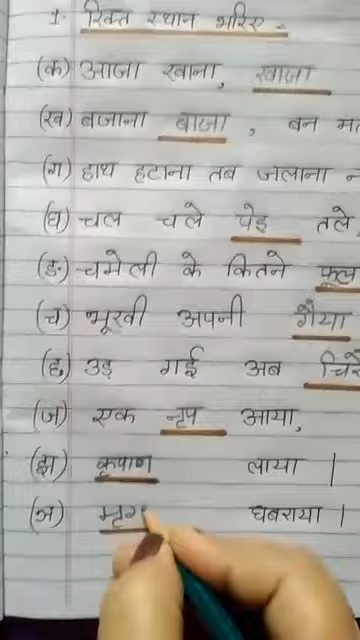 1. रिक्त स्थान भरिए -
(क) आजा खाना, खाजा
(ख) बजाना बाजा, बन
(ग) हाथ हटाना तब जलाना
(घ) चल चले पेड़ तले
(ङ) चमेली के कितने फूल
(च) भूखी अपनी गैया
(छ) उड़ गई अब
(ज) एक नृप आया,
(झ) कृपाण लाया |
(ञ) मृग घबराया |